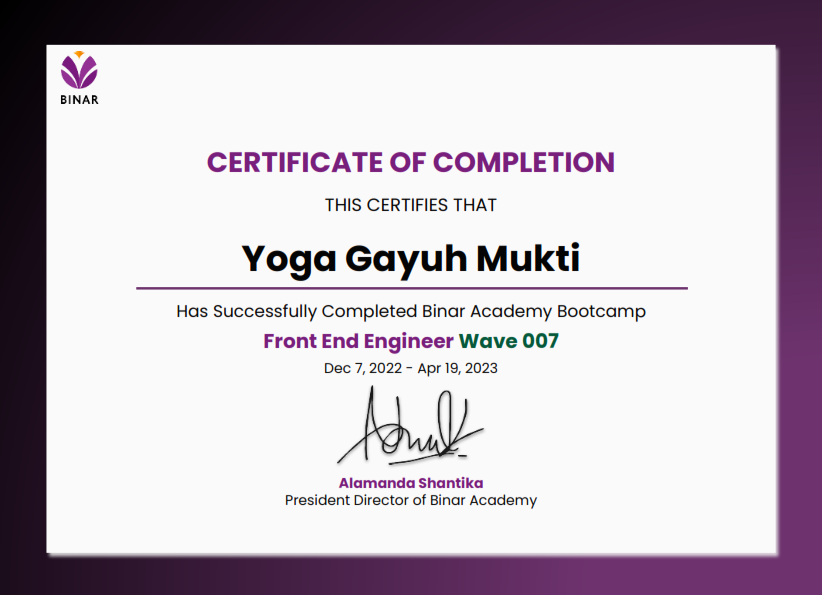 BINAR
CERTIFICATE OF COMPLETION
THIS CERTIFIES THAT
Yoga Gayuh Mukti
Has Successfully Completed Binar Academy Bootcamp
Front End Engineer Wave 007
Dec 7, 2022 - Apr 19, 2023
Alamanda Shantika
President Director of Binar Academy